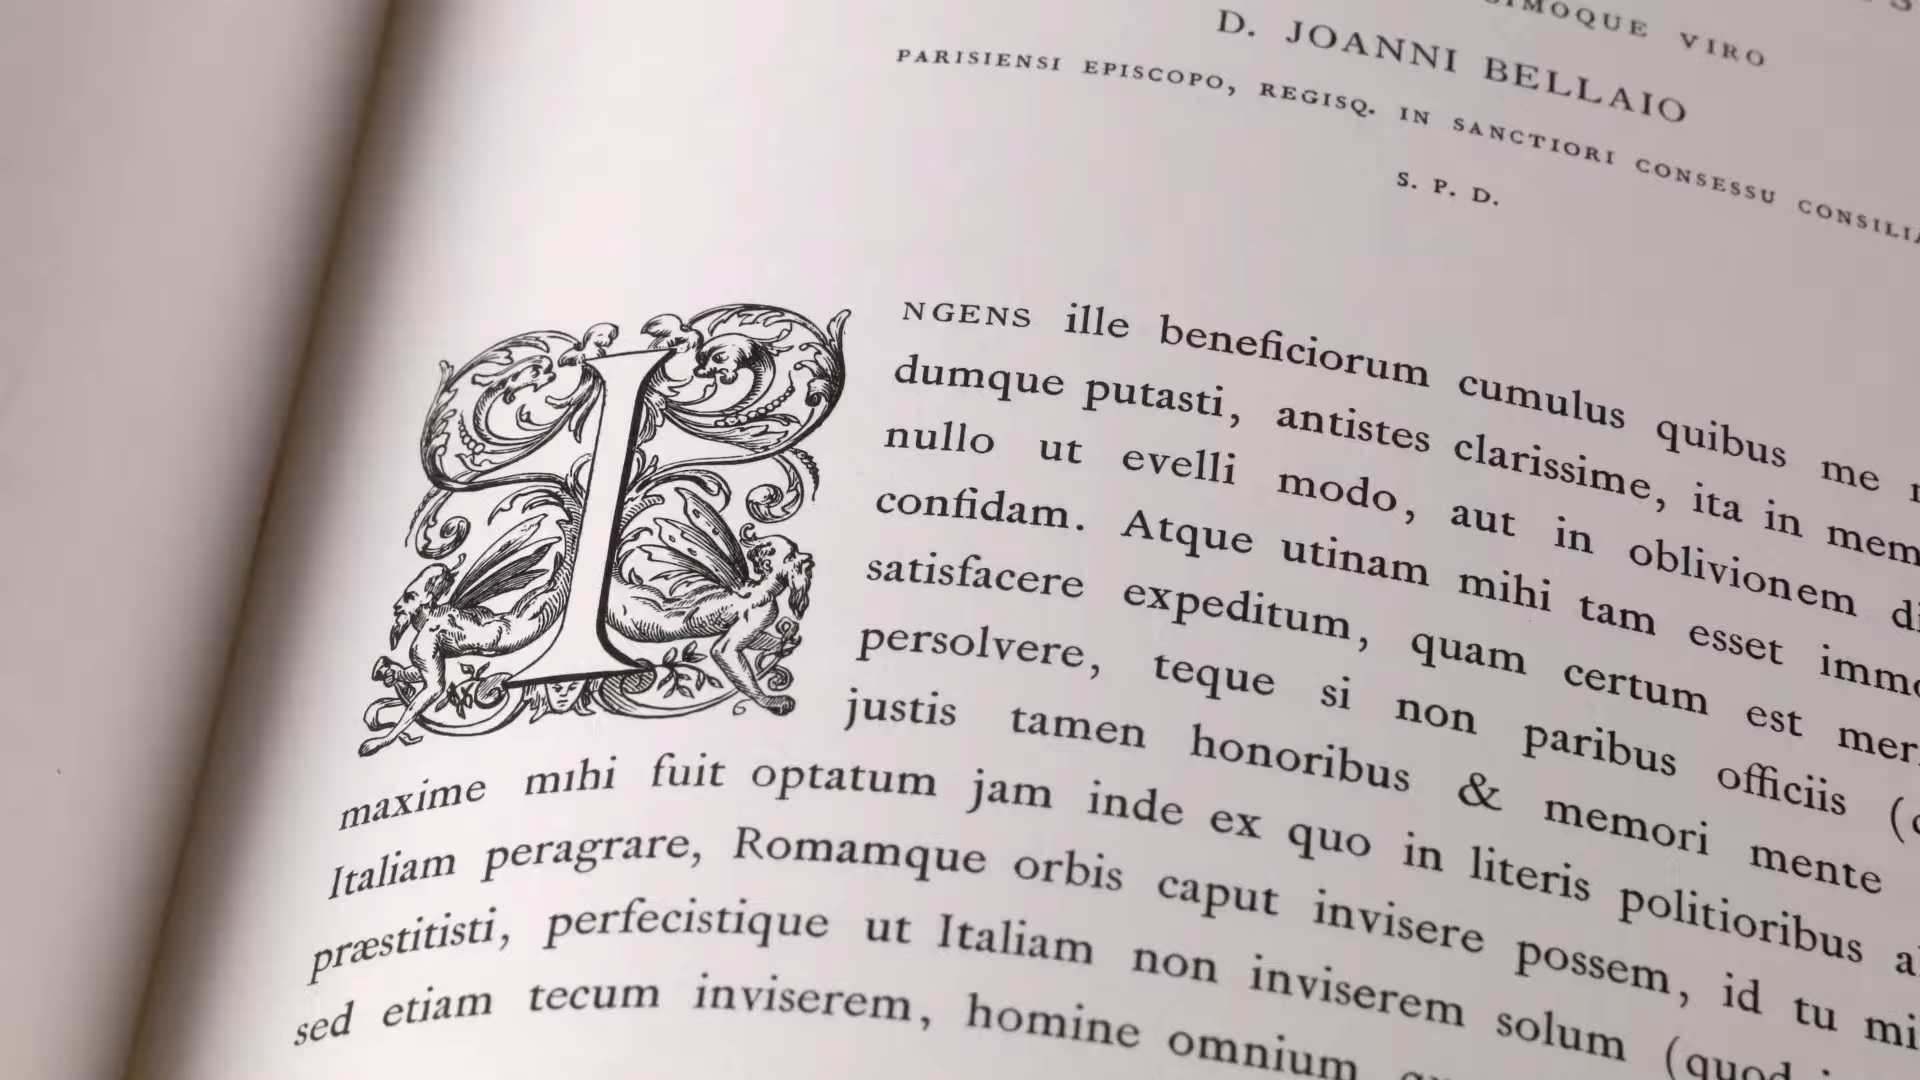 VIRO
D. JOANNI BELLAIO
PARISIENSI EPISCOPO, REGISQ. IN SANCTIORI CONSESSU
S. P. D.
INGENS ille beneficiorum cumulus quibus me
dumque putasti, antistes clarissime, ita in
nullo ut evelli modo, aut in oblivionem
confidam. Atque utinam mihi tam esset
satisfacere expeditum, quam certum est
persolvere, teque si non paribus officiis
justis tamen honoribus & memori mente
maxime mihi fuit optatum jam inde ex quo in literis politioribus
Italiam peragrare, Romamque orbis caput invisere possem, id tu
præstitisti, perfecistique ut Italiam non inviserem solum (quod
sed etiam tecum inviserem, homine omnium